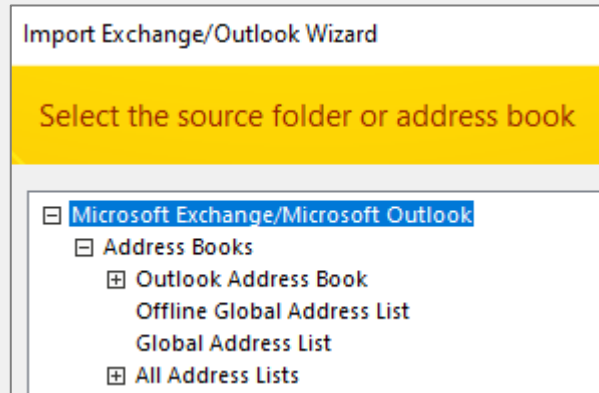 Import Exchange/Outlook Wizard
Select the source folder or address book
Microsoft Exchange/Microsoft Outlook
Address Books
Outlook Address Book
Offline Global Address List
Global Address List
All Address Lists